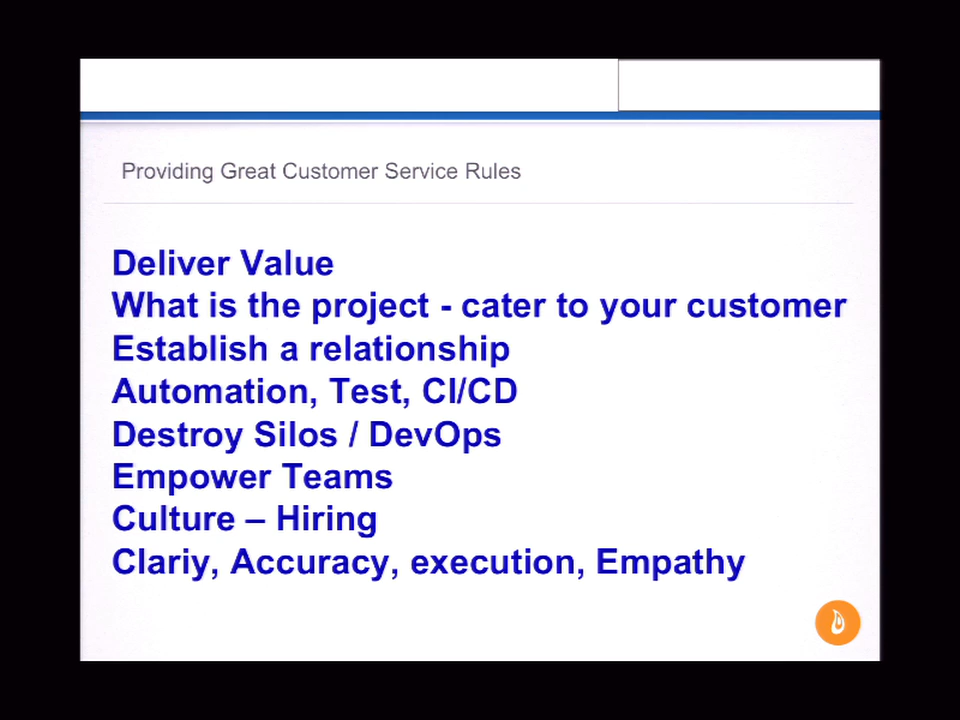 Providing Great Customer Service Rules
Deliver Value
What is the project - cater to your customer
Establish a relationship
Automation, Test, CI/CD
Destroy Silos / DevOps
Empower Teams
Culture – Hiring
Clariy, Accuracy, execution, Empathy